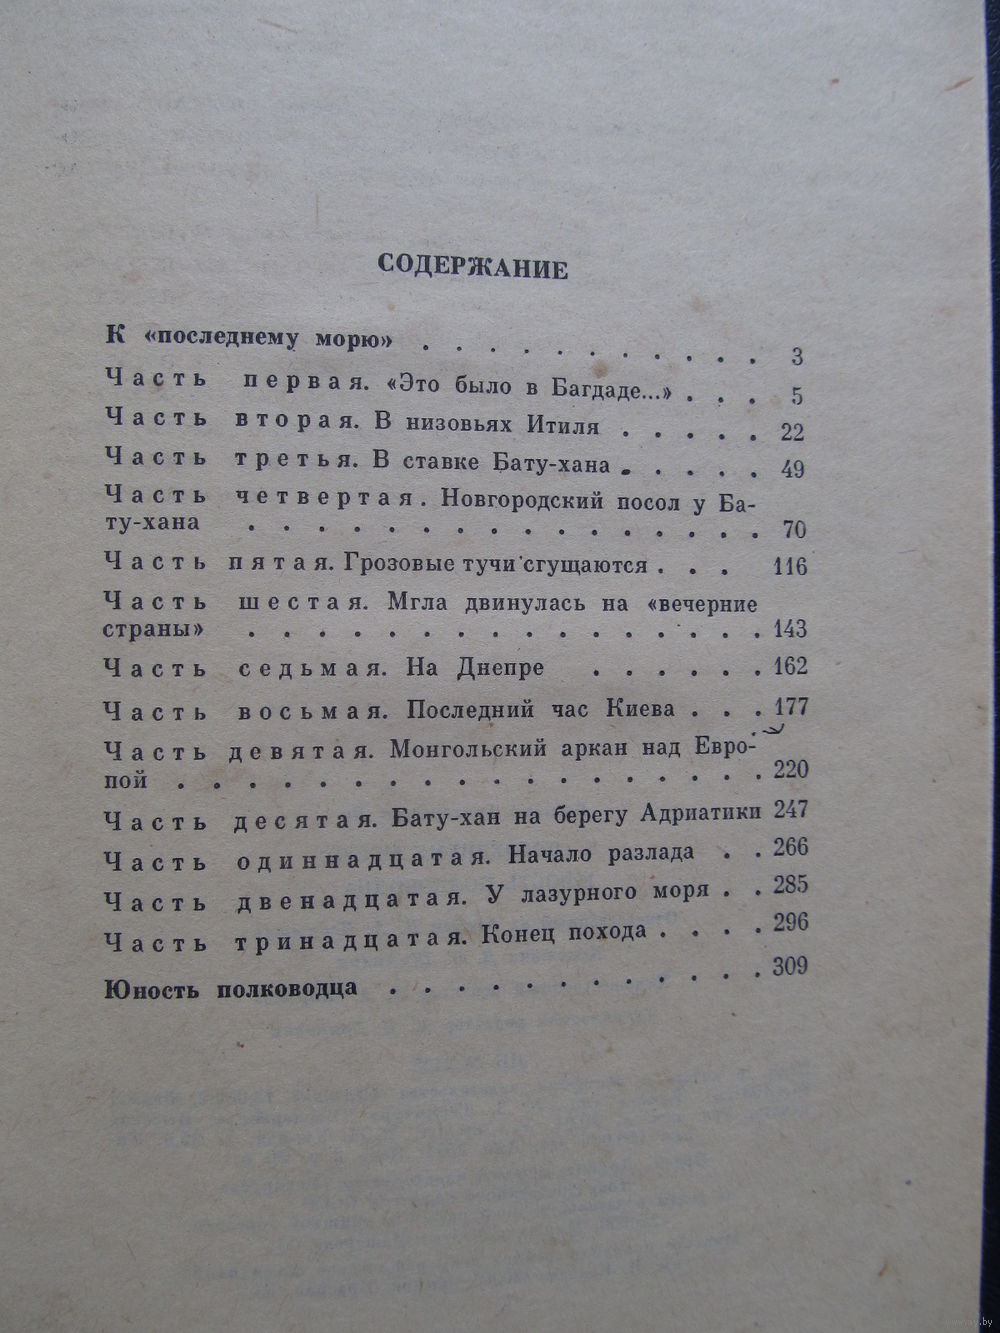 СОДЕРЖАНИЕ
К «последнему морю» . . . . . . . . . . . 3
Часть первая. «Это было в Багдаде...» . . . 5
Часть вторая. В низовьях Итиля . . . . . 22
Часть третья. В ставке Бату-хана . . . . . 49
Часть четвертая. Новгородский посол у Ба-
ту-хана . . . . . . . . . . . . . . . 70
Часть пятая. Грозовые тучи сгущаются . . . 116
Часть шестая. Мгла двинулась на «вечерние
страны» . . . . . . . . . . . . . . . 143
Часть седьмая. На Днепре . . . . . . 162
Часть восьмая. Последний час Киева . . . 177
Часть девятая. Монгольский аркан над Евро-
пой . . . . . . . . . . . . . . . . . 220
Часть десятая. Бату-хан на берегу Адриатики 247
Часть одиннадцатая. Начало разлада . . 266
Часть двенадцатая. У лазурного моря . . 285
Часть тринадцатая. Конец похода . . . . 296
Юность полководца . . . . . . . . . . . . 309